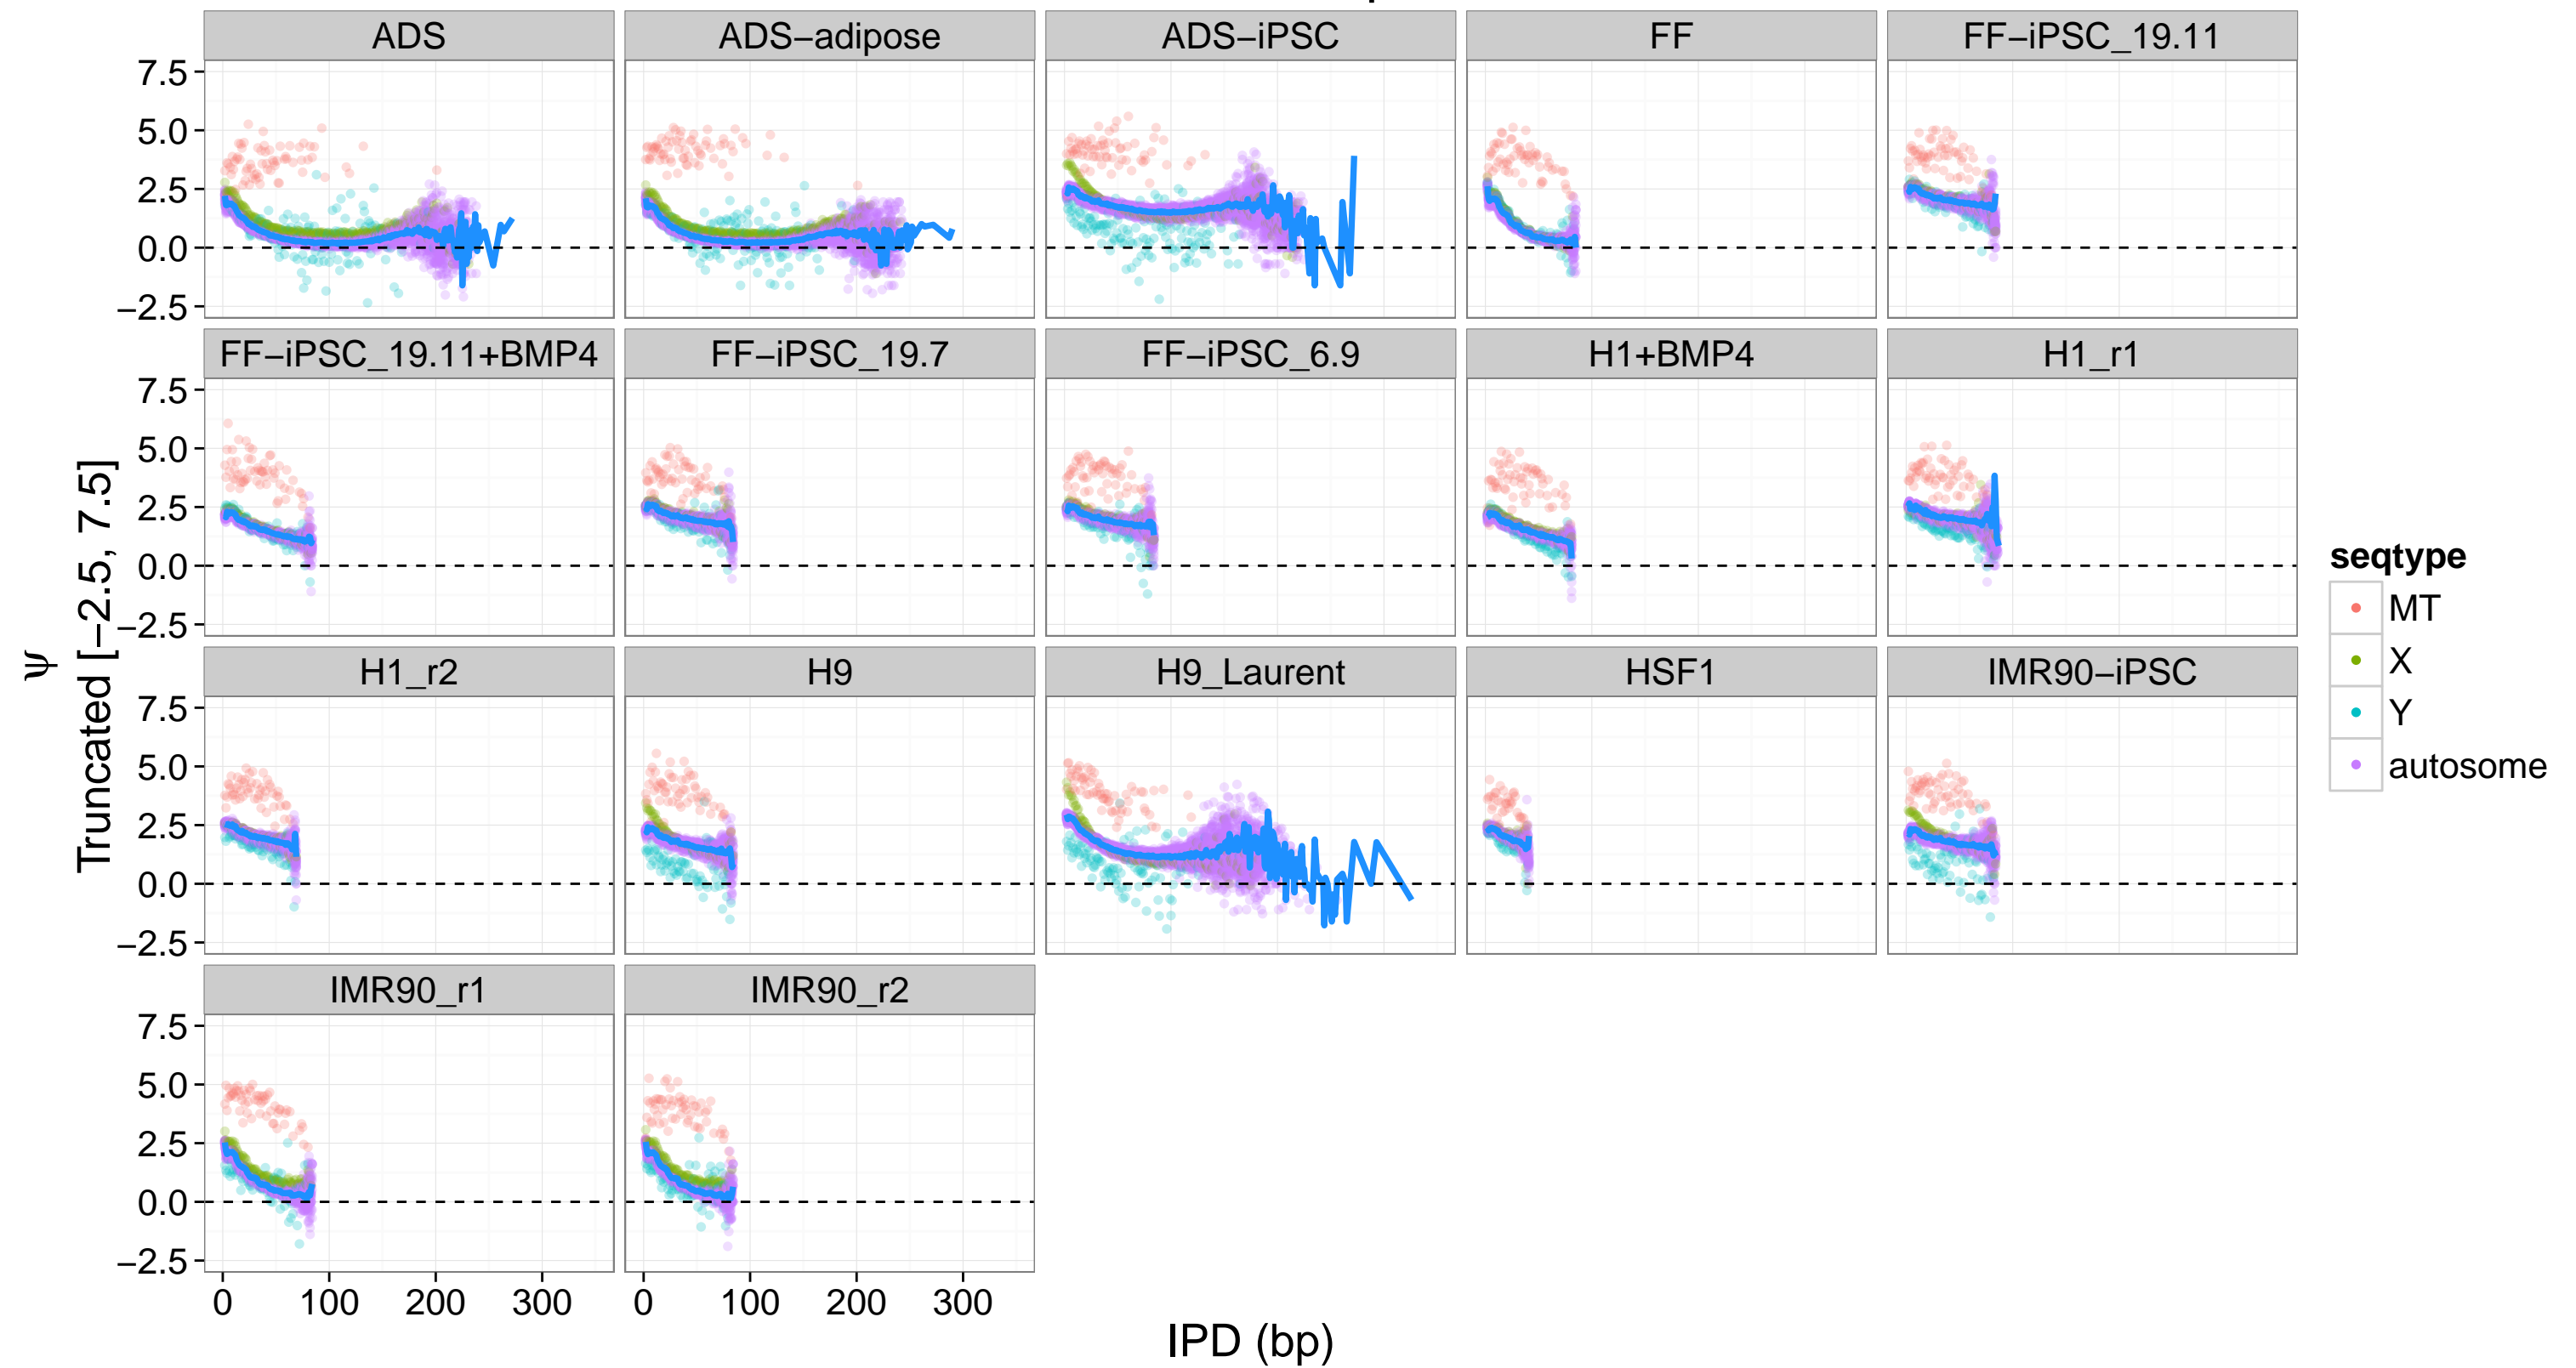 ADS ADS−adipose ADS−iPSC FF FF−iPSC_19.11
7.5
5.0
2.5
0.0
−2.5
FF−iPSC_19.11+BMP4 FF−iPSC_19.7 FF−iPSC_6.9 H1+BMP4 H1_r1
7.5
5.0
2.5
0.0
−2.5
H1_r2 H9 H9_Laurent HSF1 IMR90−iPSC
7.5
5.0
2.5
0.0
−2.5
IMR90_r1 IMR90_r2
7.5
5.0
2.5
0.0
−2.5
0 100 200 300 0 100 200 300
IPD (bp)
ψ
Truncated [−2.5, 7.5]
seqtype
MT
X
Y
autosome